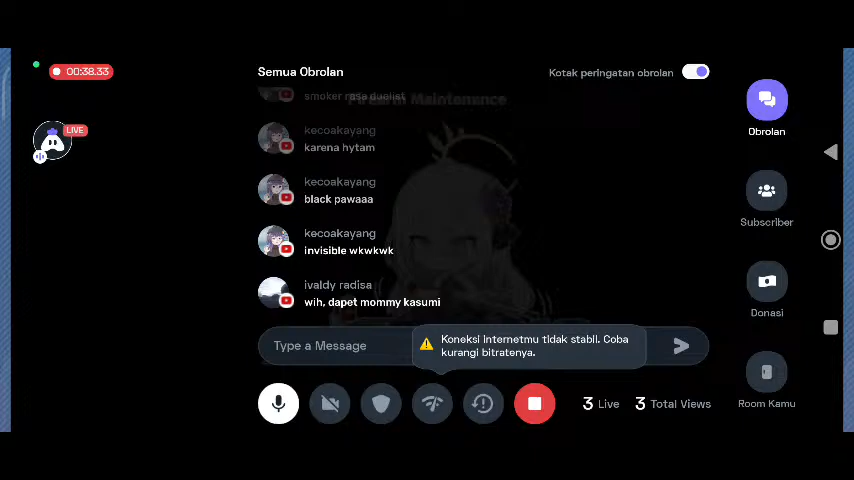 00:38.33
Semua Obrolan
Kotak peringatan obrolan
smoker rasa duelist
Firearm Maintenance
LIVE
kecoakayang
karena hytam
kecoakayang
black pawaaa
kecoakayang
invisible wkwkwk
ivaldy radisa
wih, dapet mommy kasumi
Type a Message
Koneksi internetmu tidak stabil. Coba
kurangi bitratenya.
3 Live
3 Total Views
Obrolan
Subscriber
Donasi
Room Kamu